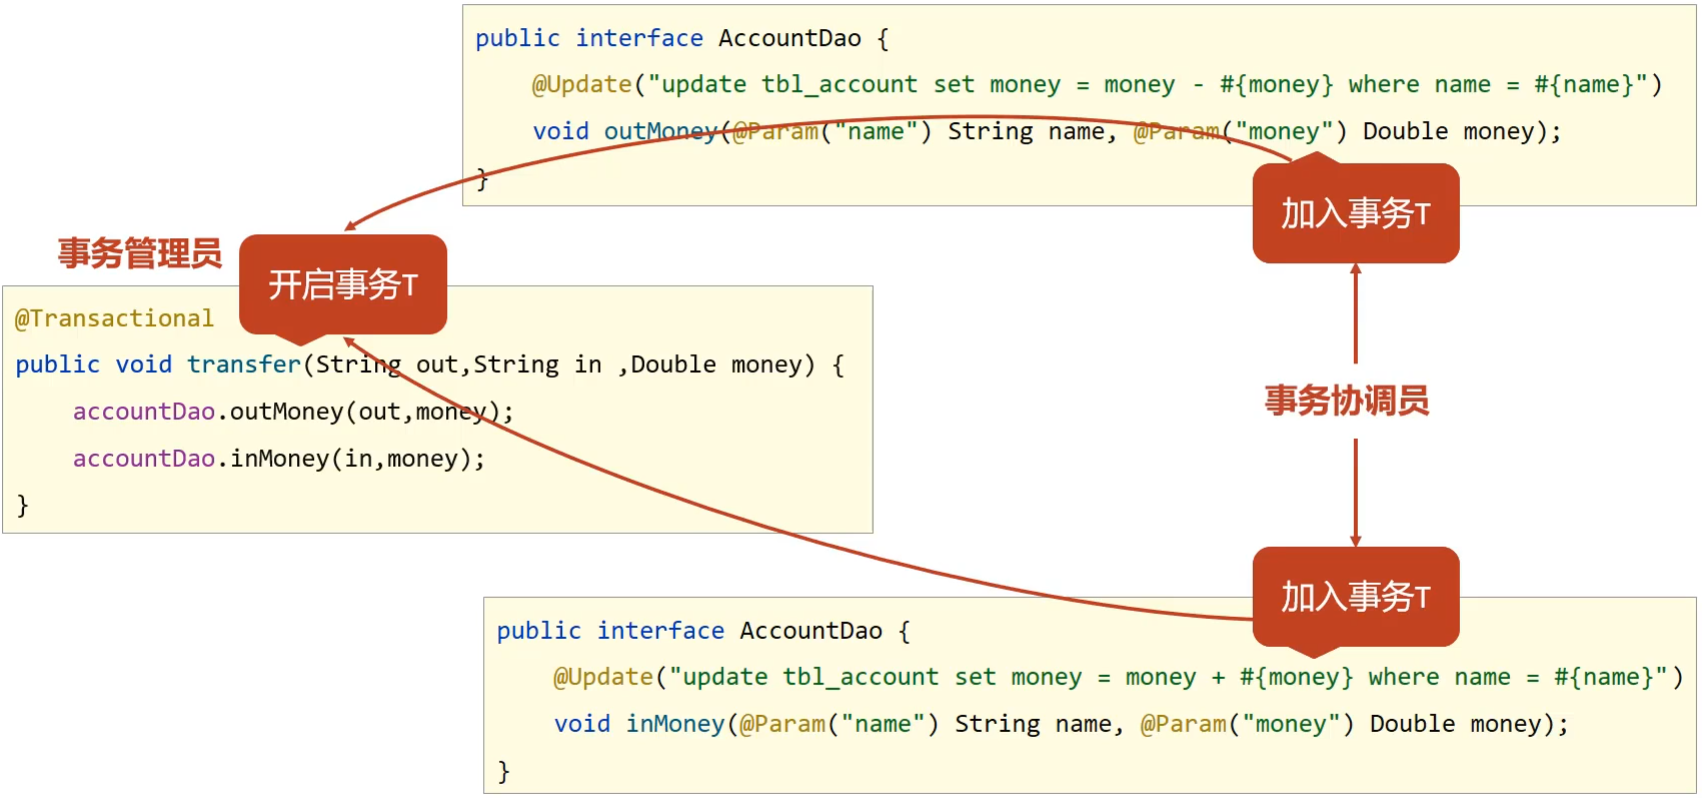 public interface AccountDao {
@Update("update tbl_account set money = money - #{money} where name = #{name}")
void outMoney(@Param("name") String name, @Param("money") Double money);
}
加入事务T
事务管理员
开启事务T
@Transactional
public void transfer(String out,String in ,Double money) {
accountDao.outMoney(out,money);
accountDao.inMoney(in,money);
}
事务协调员
加入事务T
public interface AccountDao {
@Update("update tbl_account set money = money + #{money} where name = #{name}")
void inMoney(@Param("name") String name, @Param("money") Double money);
}